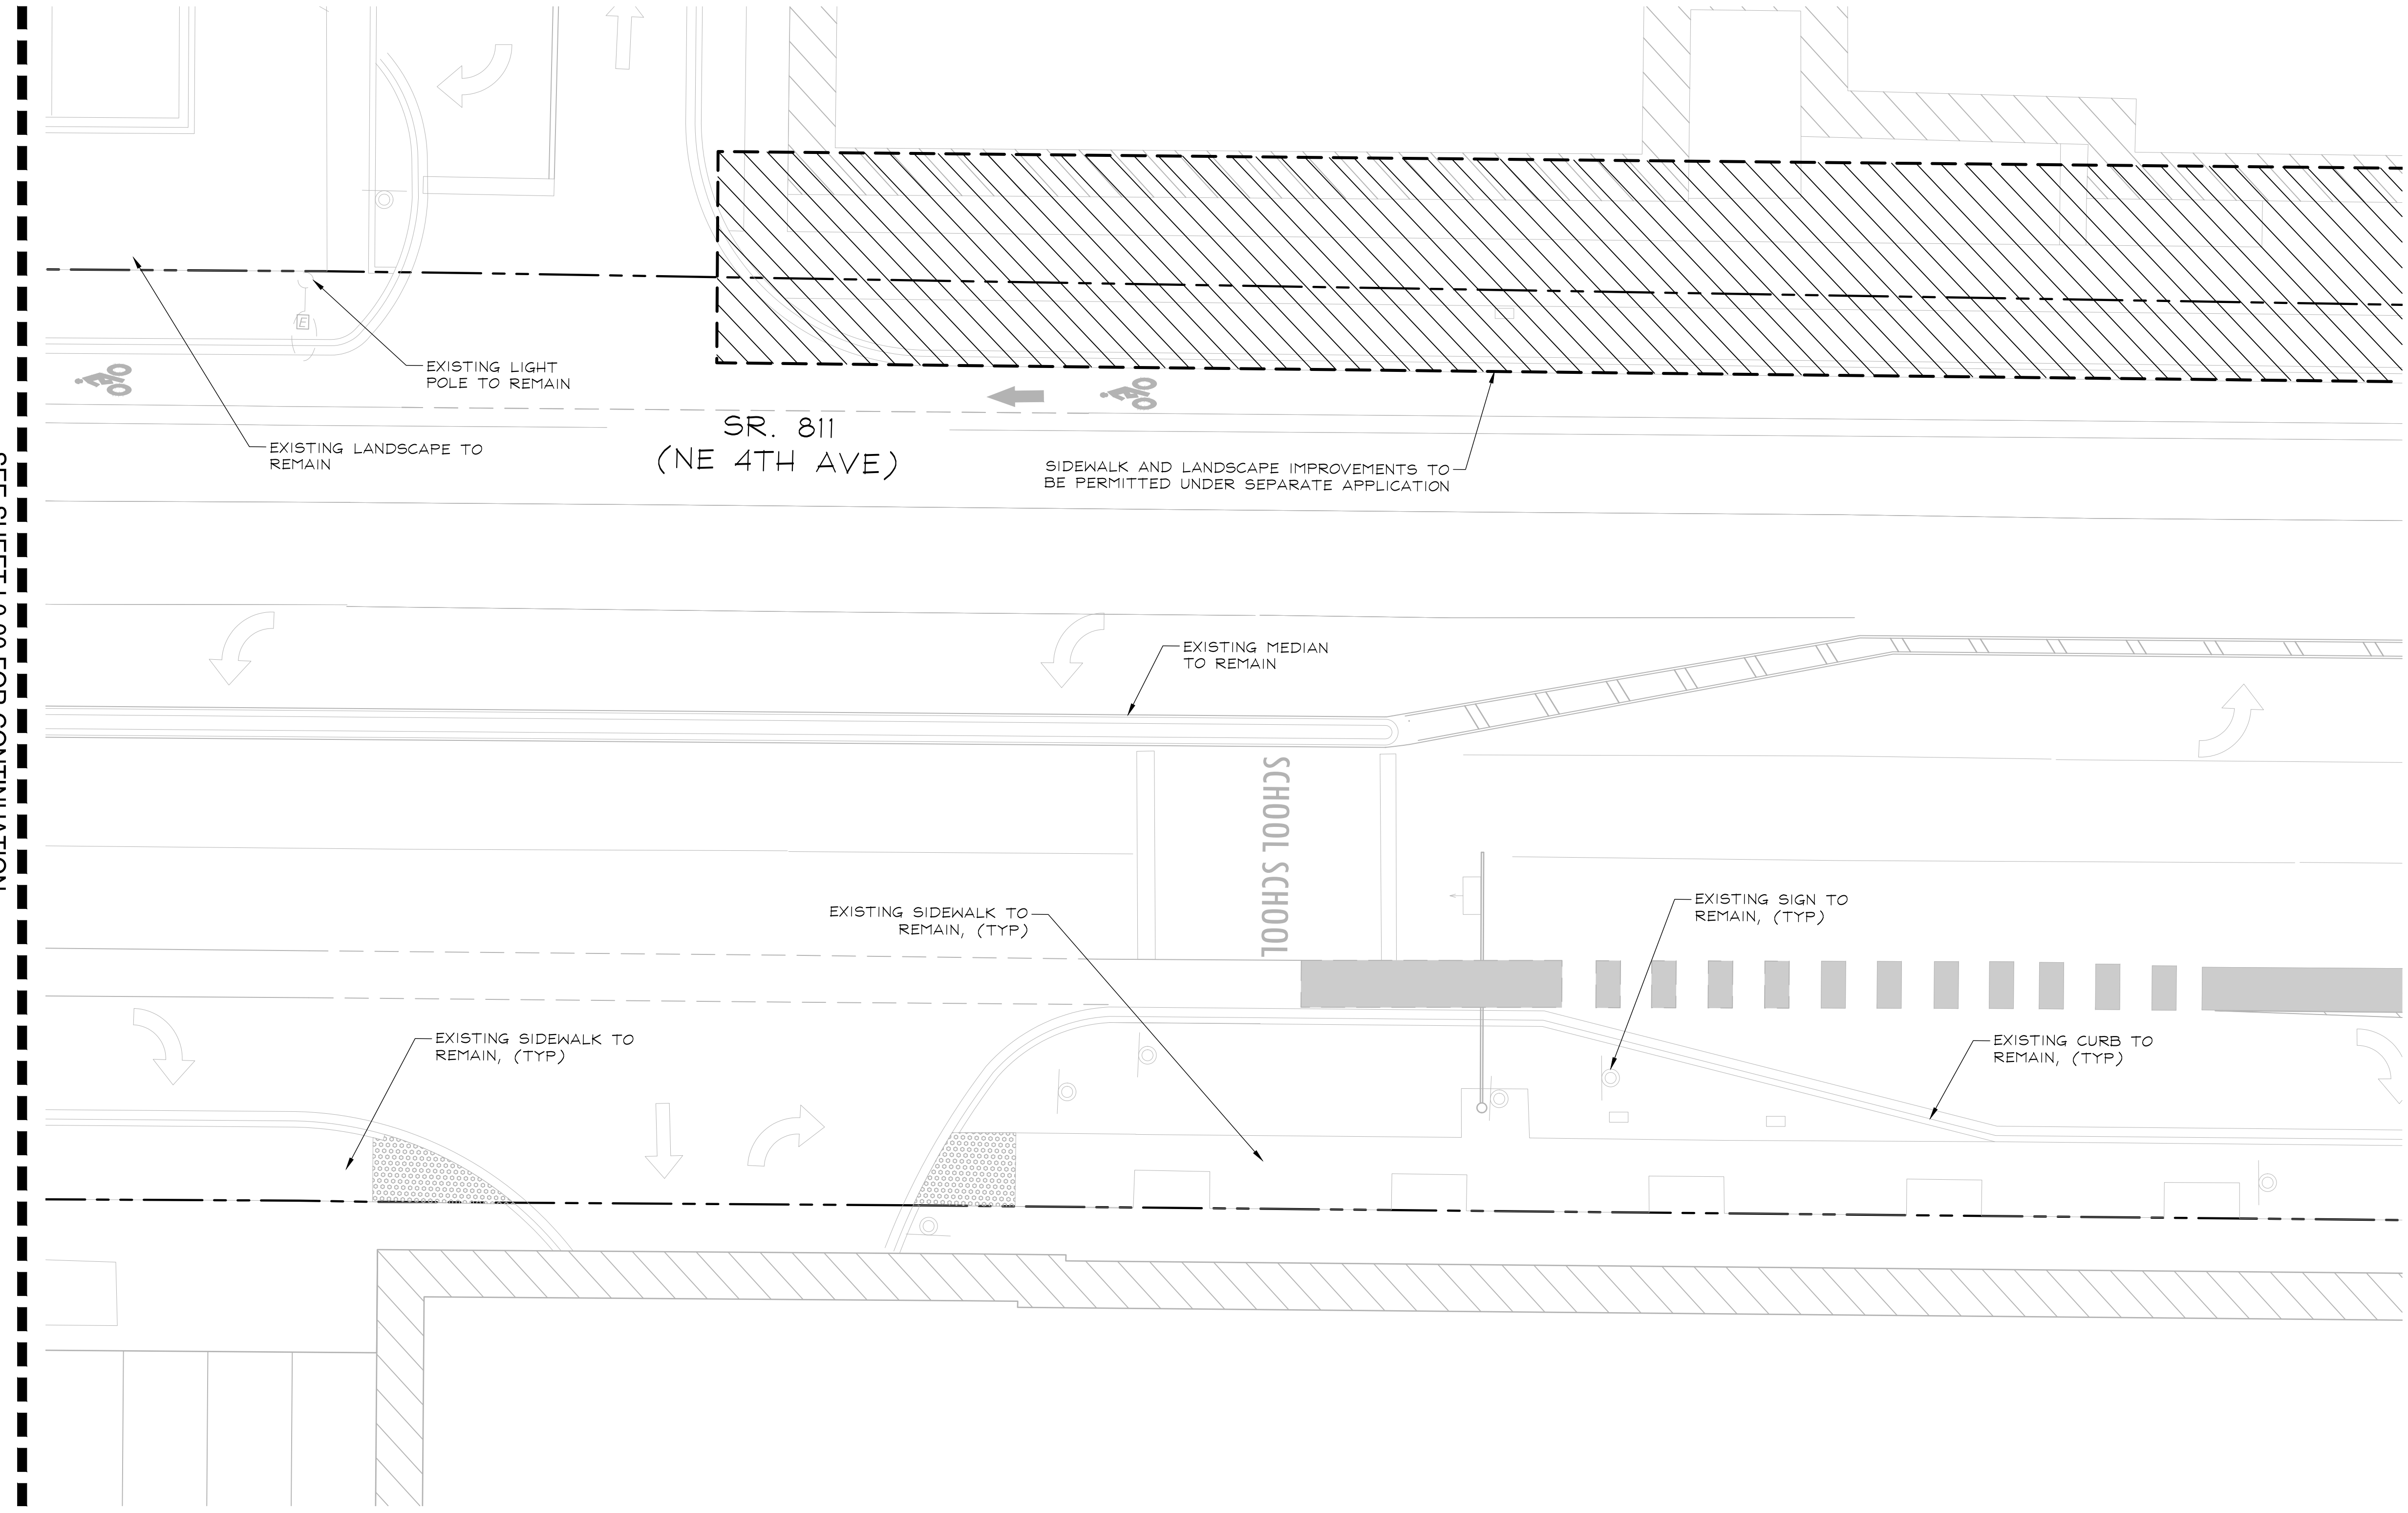 EXISTING LIGHT
POLE TO REMAIN
E
EXISTING LANDSCAPE TO
REMAIN
SR. 811
(NE 4TH AVE)
SIDEWALK AND LANDSCAPE IMPROVEMENTS TO
BE PERMITTED UNDER SEPARATE APPLICATION
EXISTING MEDIAN
TO REMAIN
SCHOOL SCHOOL
EXISTING SIDEWALK TO
REMAIN, (TYP)
EXISTING SIGN TO
REMAIN, (TYP)
EXISTING SIDEWALK TO
REMAIN, (TYP)
EXISTING CURB TO
REMAIN, (TYP)
FOR CONTINUATION